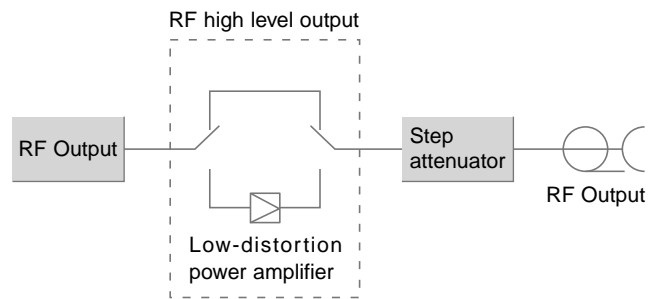 RF high level output
RF Output
Step
attenuator
RF Output
Low-distortion
power amplifier